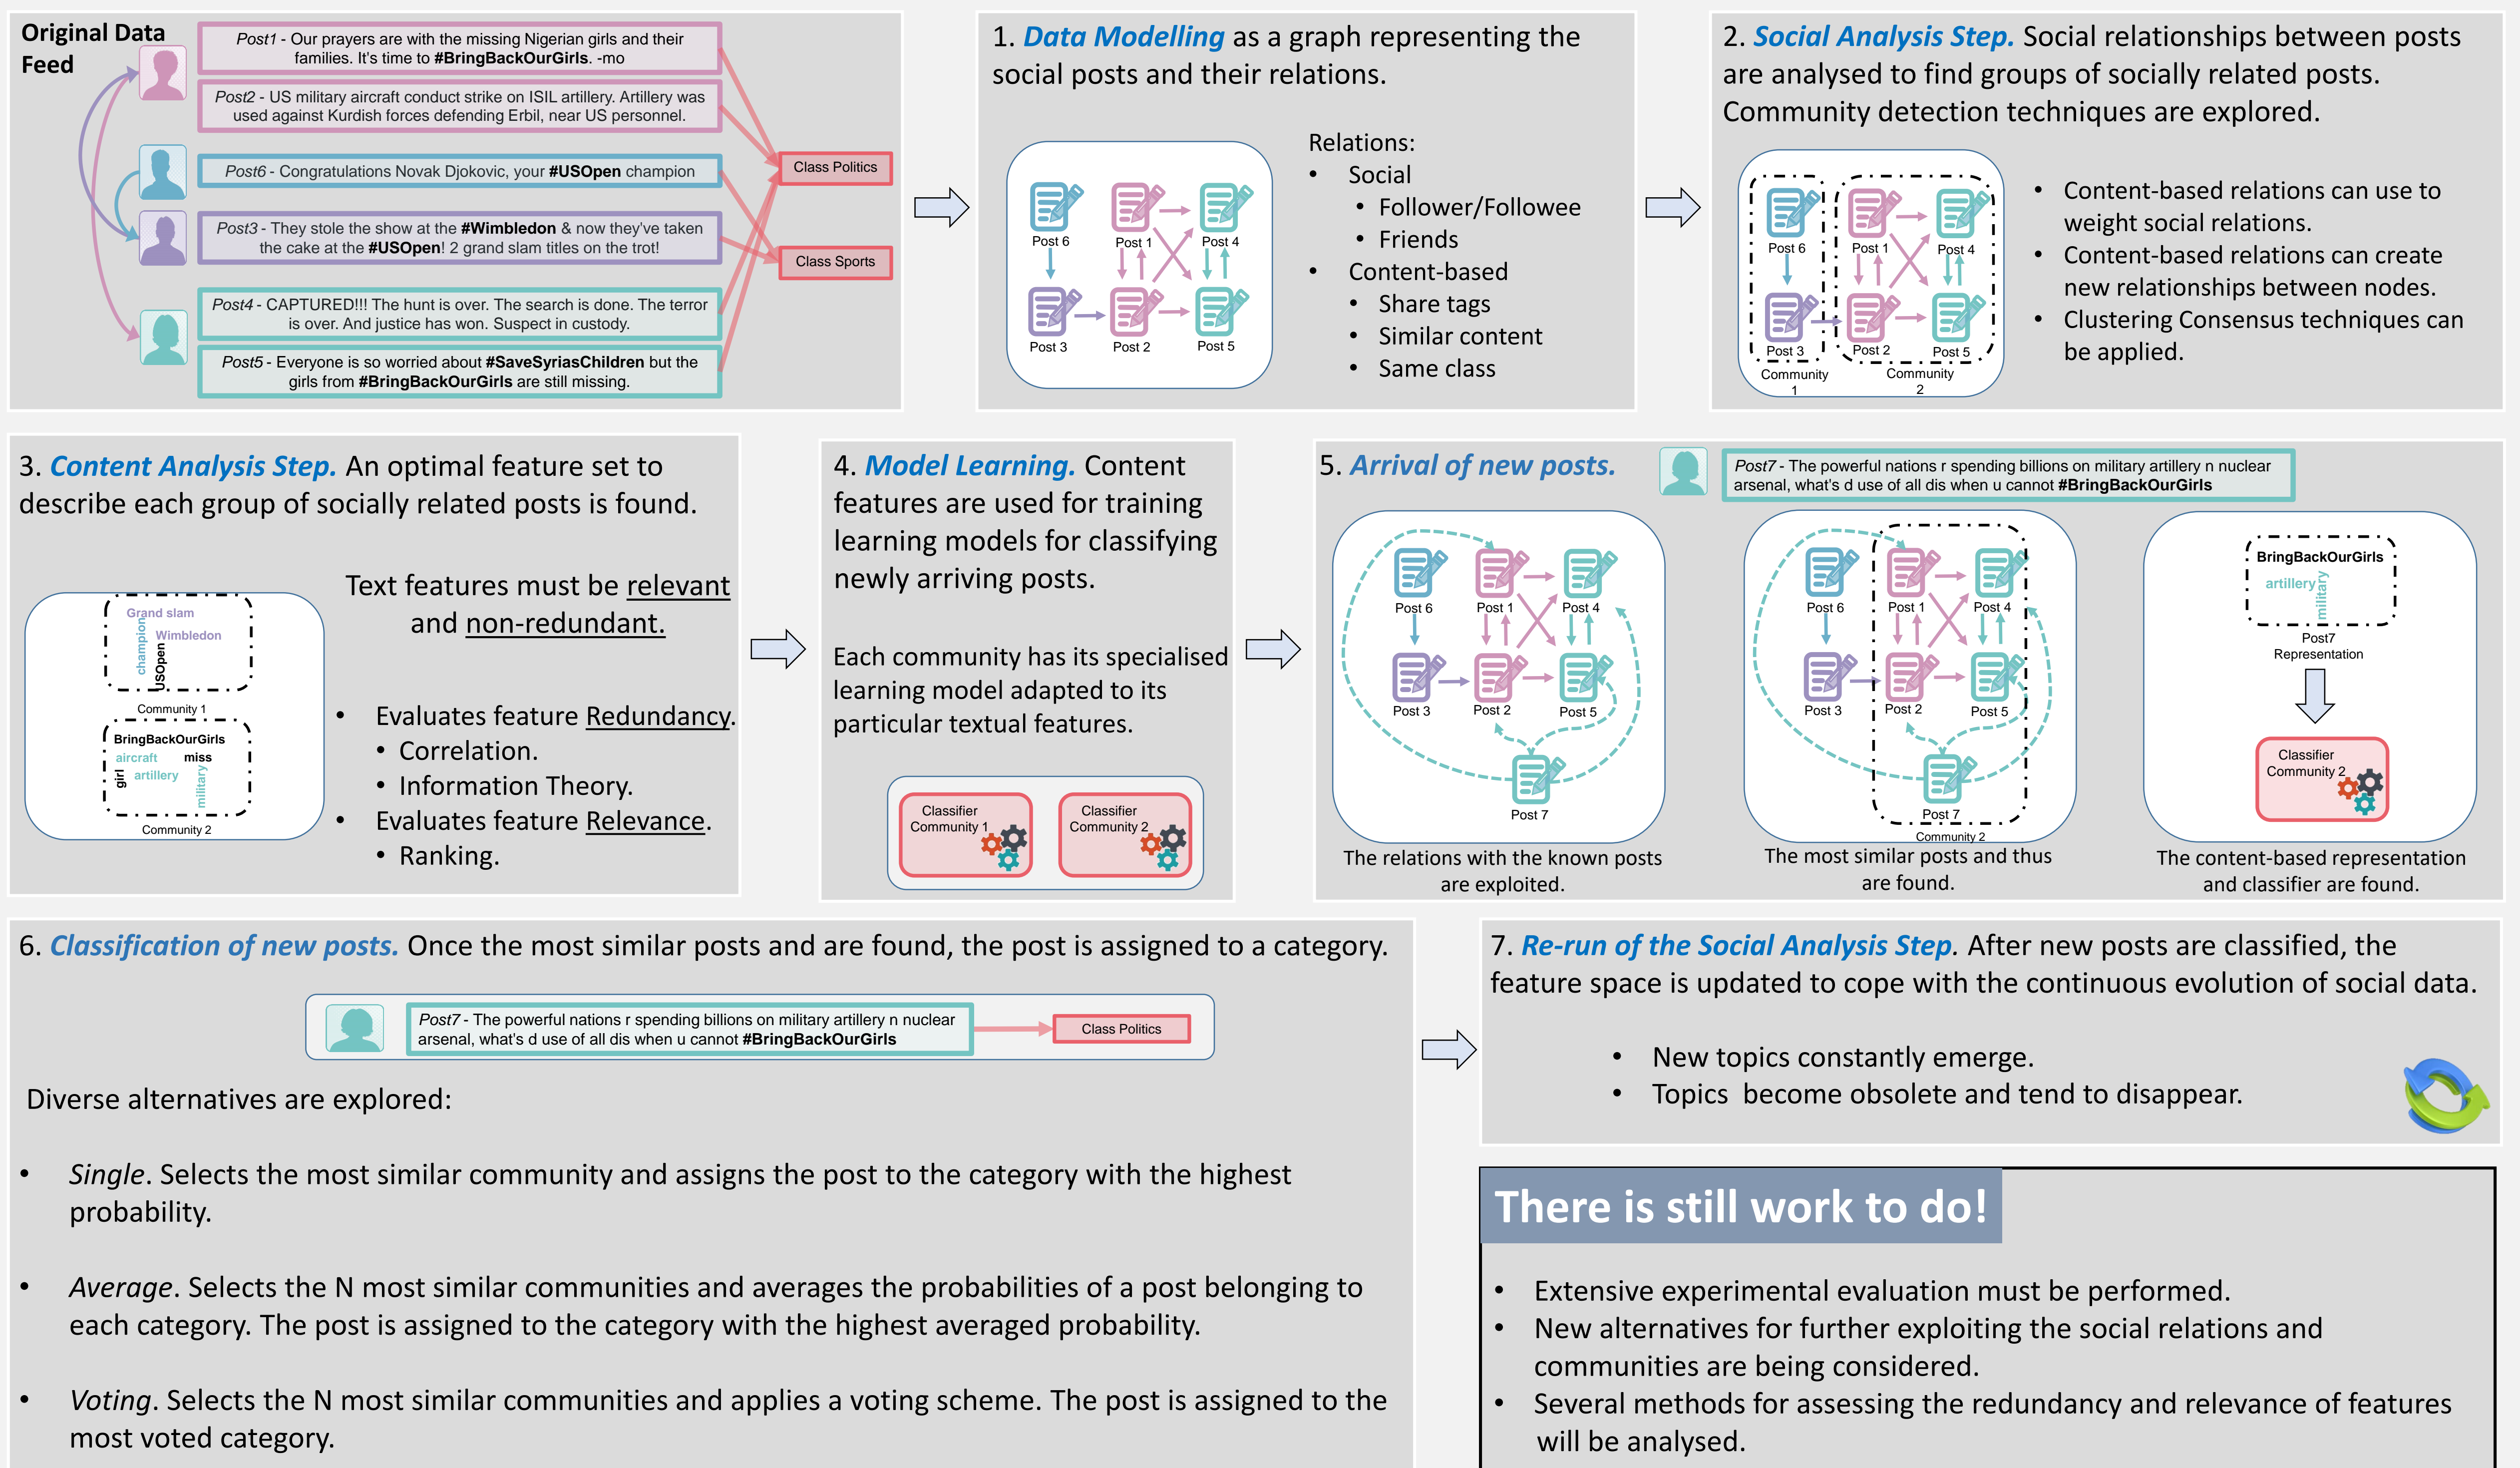 Original Data
Feed
Post1 - Our prayers are with the missing Nigerian girls and their
families. It's time to #BringBackOurGirls. -mo
Post2 - US military aircraft conduct strike on ISIL artillery. Artillery was
used against Kurdish forces defending Erbil, near US personnel.
Post6 - Congratulations Novak Djokovic, your #USOpen champion
Post3 - They stole the show at the #Wimbledon & now they've taken
the cake at the #USOpen! 2 grand slam titles on the trot!
Post4 - CAPTURED!!! The hunt is over. The search is done. The terror
is over. And justice has won. Suspect in custody.
Post5 - Everyone is so worried about #SaveSyriasChildren but the
girls from #BringBackOurGirls are still missing.
Class Politics
Class Sports
1. Data Modelling as a graph representing the
social posts and their relations.
Post 6
Post 1
Post 4
Post 3
Post 2
Post 5
Relations:
• Social
• Follower/Followee
• Friends
• Content-based
• Share tags
• Similar content
• Same class
2. Social Analysis Step. Social relationships between posts
are analysed to find groups of socially related posts.
Community detection techniques are explored.
Post 6
Post 1
Post 4
Post 3
Post 2
Post 5
Community
1
Community
2
• Content-based relations can use to
weight social relations.
• Content-based relations can create
new relationships between nodes.
• Clustering Consensus techniques can
be applied.
3. Content Analysis Step. An optimal feature set to
describe each group of socially related posts is found.
Grand slam
champion
Wimbledon
USOpen
Community 1
BringBackOurGirls
aircraft
miss
girl
artillery
military
Community 2
Text features must be relevant
and non-redundant.
• Evaluates feature Redundancy.
• Correlation.
• Information Theory.
• Evaluates feature Relevance.
• Ranking.
4. Model Learning. Content
features are used for training
learning models for classifying
newly arriving posts.
Each community has its specialised
learning model adapted to its
particular textual features.
Classifier
Community 1
Classifier
Community 2
5. Arrival of new posts.
Post7 - The powerful nations r spending billions on military artillery n nuclear
arsenal, what's d use of all dis when u cannot #BringBackOurGirls
Post 6
Post 1
Post 4
Post 3
Post 2
Post 5
Post 7
The relations with the known posts
are exploited.
Post 6
Post 1
Post 4
Post 3
Post 2
Post 5
Post 7
Community 2
The most similar posts and thus
are found.
BringBackOurGirls
artillery
military
Post7
Representation
Classifier
Community 2
The content-based representation
and classifier are found.
6. Classification of new posts. Once the most similar posts and are found, the post is assigned to a category.
Post7 - The powerful nations r spending billions on military artillery n nuclear
arsenal, what's d use of all dis when u cannot #BringBackOurGirls
Class Politics
Diverse alternatives are explored:
• Single. Selects the most similar community and assigns the post to the category with the highest
probability.
• Average. Selects the N most similar communities and averages the probabilities of a post belonging to
each category. The post is assigned to the category with the highest averaged probability.
• Voting. Selects the N most similar communities and applies a voting scheme. The post is assigned to the
most voted category.
7. Re-run of the Social Analysis Step. After new posts are classified, the
feature space is updated to cope with the continuous evolution of social data.
• New topics constantly emerge.
• Topics become obsolete and tend to disappear.
There is still work to do!
• Extensive experimental evaluation must be performed.
• New alternatives for further exploiting the social relations and
communities are being considered.
• Several methods for assessing the redundancy and relevance of features
will be analysed.